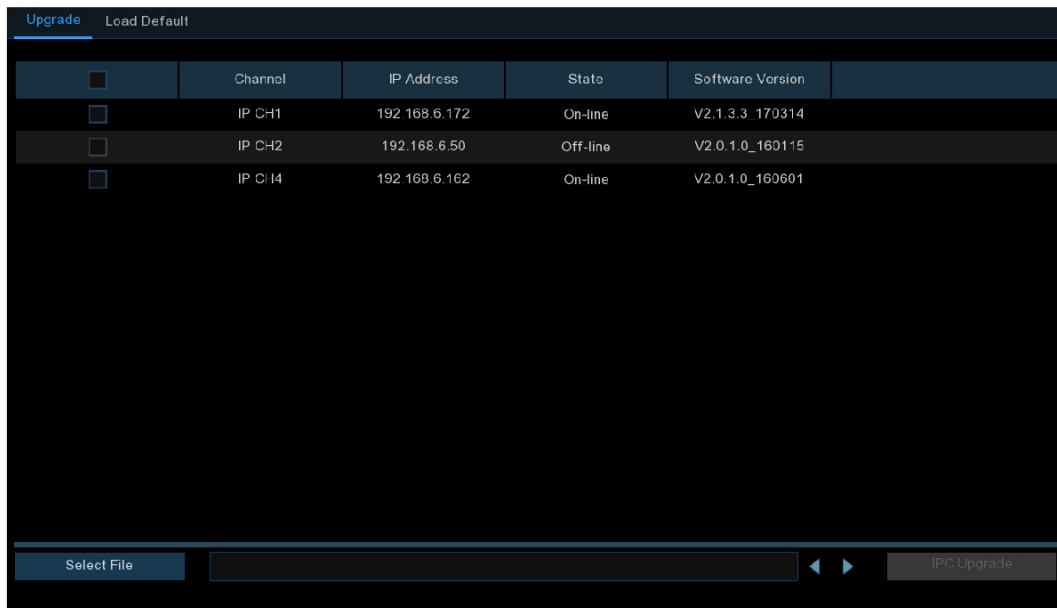 Upgrade Load Default
Channel IP Address State Software Version
IP CH1 192.168.6.172 On-line V2.1.3.3_170314
IP CH2 192.168.6.50 Off-line V2.0.1.0_160115
IP CH4 192.168.6.162 On-line V2.0.1.0_160601
Select File IPC Upgrade